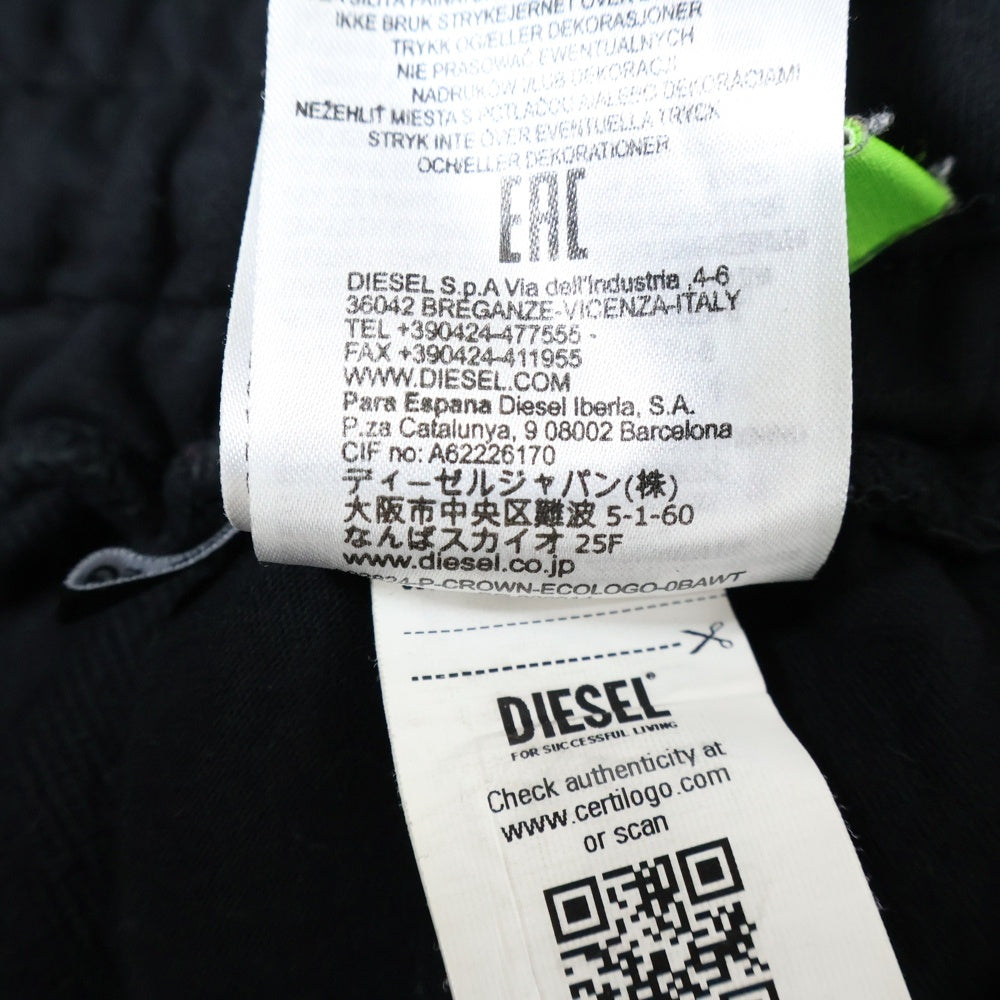 IKKE BRUK STRYKEJERNET OVER
TRYKK OG/ELLER DEKORASJONER
NIE PRASOWAĆ EWENTUALNYCH
NADRUKÓW I/LUB DEKORACJI
NEŽEHLIŤ MIESTA S POTLAČOU A/ALEBO DEKORÁCIAMI
STRYK INTE ÖVER EVENTUELLA TRYCK
OCH/ELLER DEKORATIONER
EAC
DIESEL S.p.A Via dell'Industria ,4-6
36042 BREGANZE-VICENZA-ITALY
TEL +390424-477555 -
FAX +390424-411955
WWW.DIESEL.COM
Para Espana Diesel Iberia, S.A.
P.za Catalunya, 9 08002 Barcelona
CIF no: A62226170
ディーゼルジャパン(株)
大阪市中央区難波 5-1-60
なんばスカイオ 25F
www.diesel.co.jp
P-CROWN-ECOLOGO-0BAWT
DIESEL
FOR SUCCESSFUL LIVING
Check authenticity at
www.certilogo.com
or scan